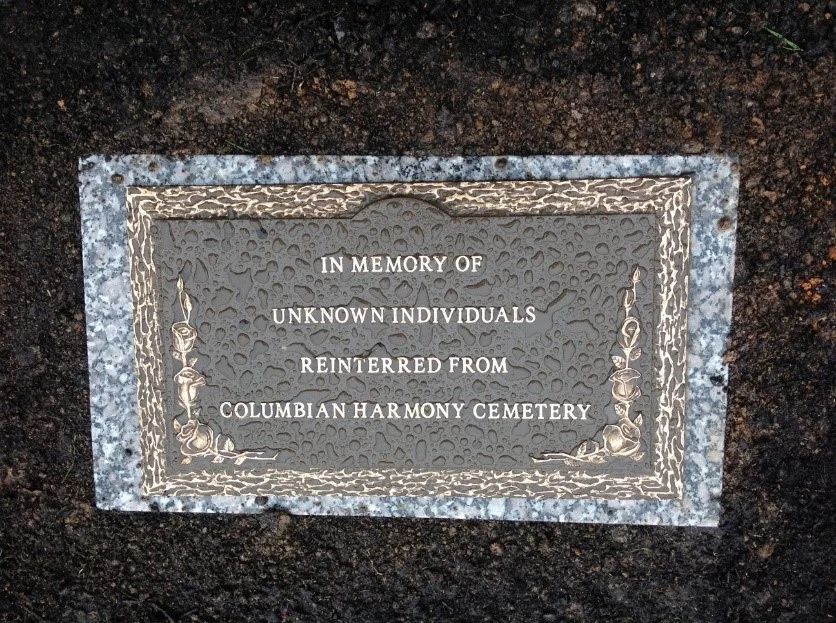 IN MEMORY OF
UNKNOWN INDIVIDUALS
REINTERRED FROM
COLUMBIAN HARMONY CEMETERY